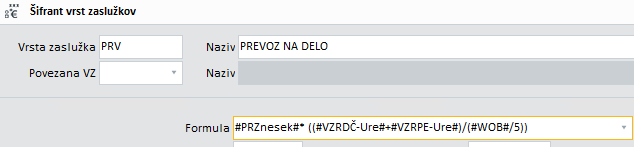 Šifrant vrst zaslužkov
Vrsta zaslužka PRV Naziv PREVOZ NA DELO
Povezana VZ Naziv
Formula #PRZnesek#* ((#VZRDČ-Ure#+#VZRPE-Ure#)/(#WOB#/5))